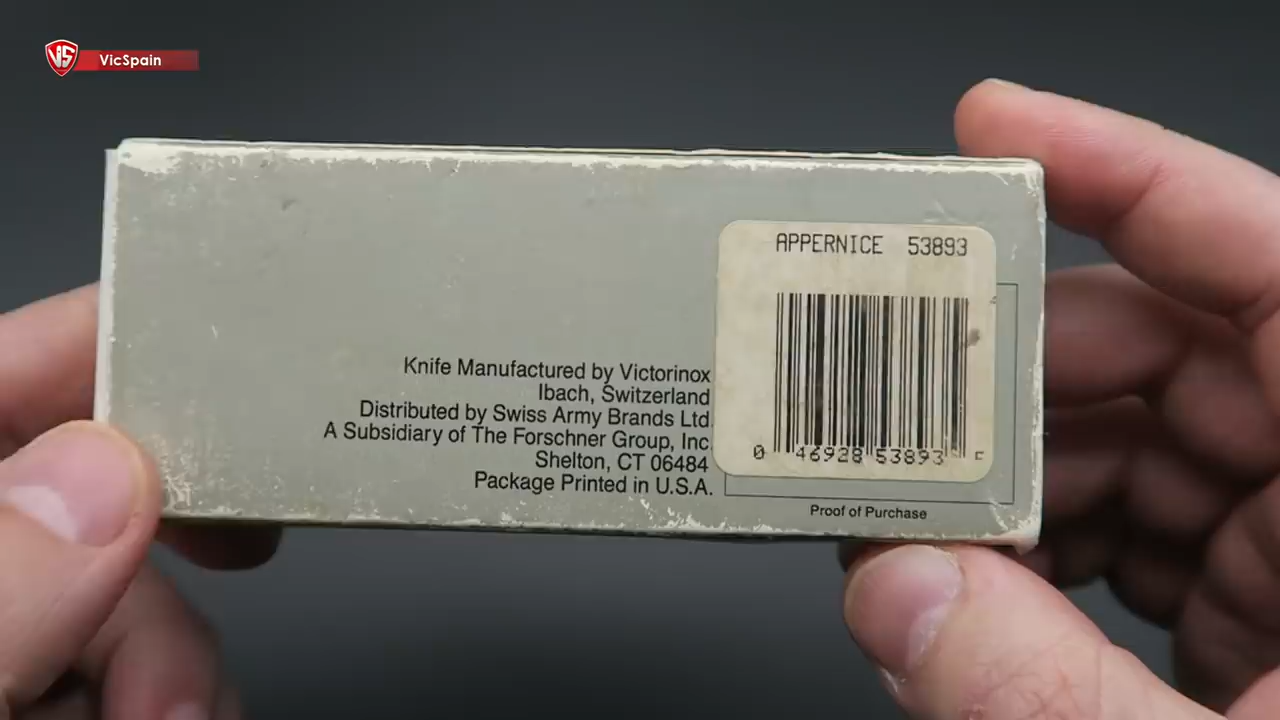 VS VicSpain
APPERNICE 53893
Knife Manufactured by Victorinox
Ibach, Switzerland
Distributed by Swiss Army Brands Ltd.
A Subsidiary of The Forschner Group, Inc.
Shelton, CT 06484
Package Printed in U.S.A.
0 46928 53893
Proof of Purchase